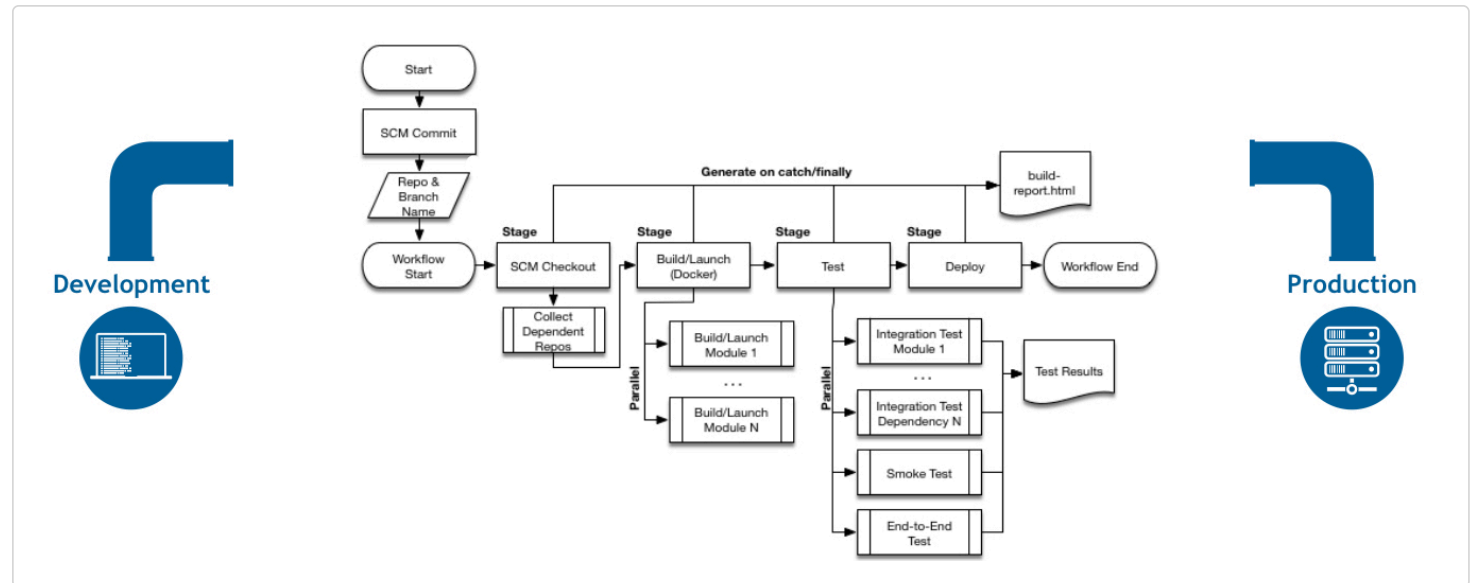 Start
SCM Commit
Repo &
Branch
Name
Workflow
Start
Generate on catch/finally
build-
report.html
Stage
SCM Checkout
Stage
Build/Launch
(Docker)
Stage
Test
Stage
Deploy
Workflow End
Development
Production
Collect
Dependent
Repos
Parallel
Build/Launch
Module 1
...
Build/Launch
Module N
Parallel
Integration Test
Module 1
...
Integration Test
Dependency N
Smoke Test
End-to-End
Test
Test Results